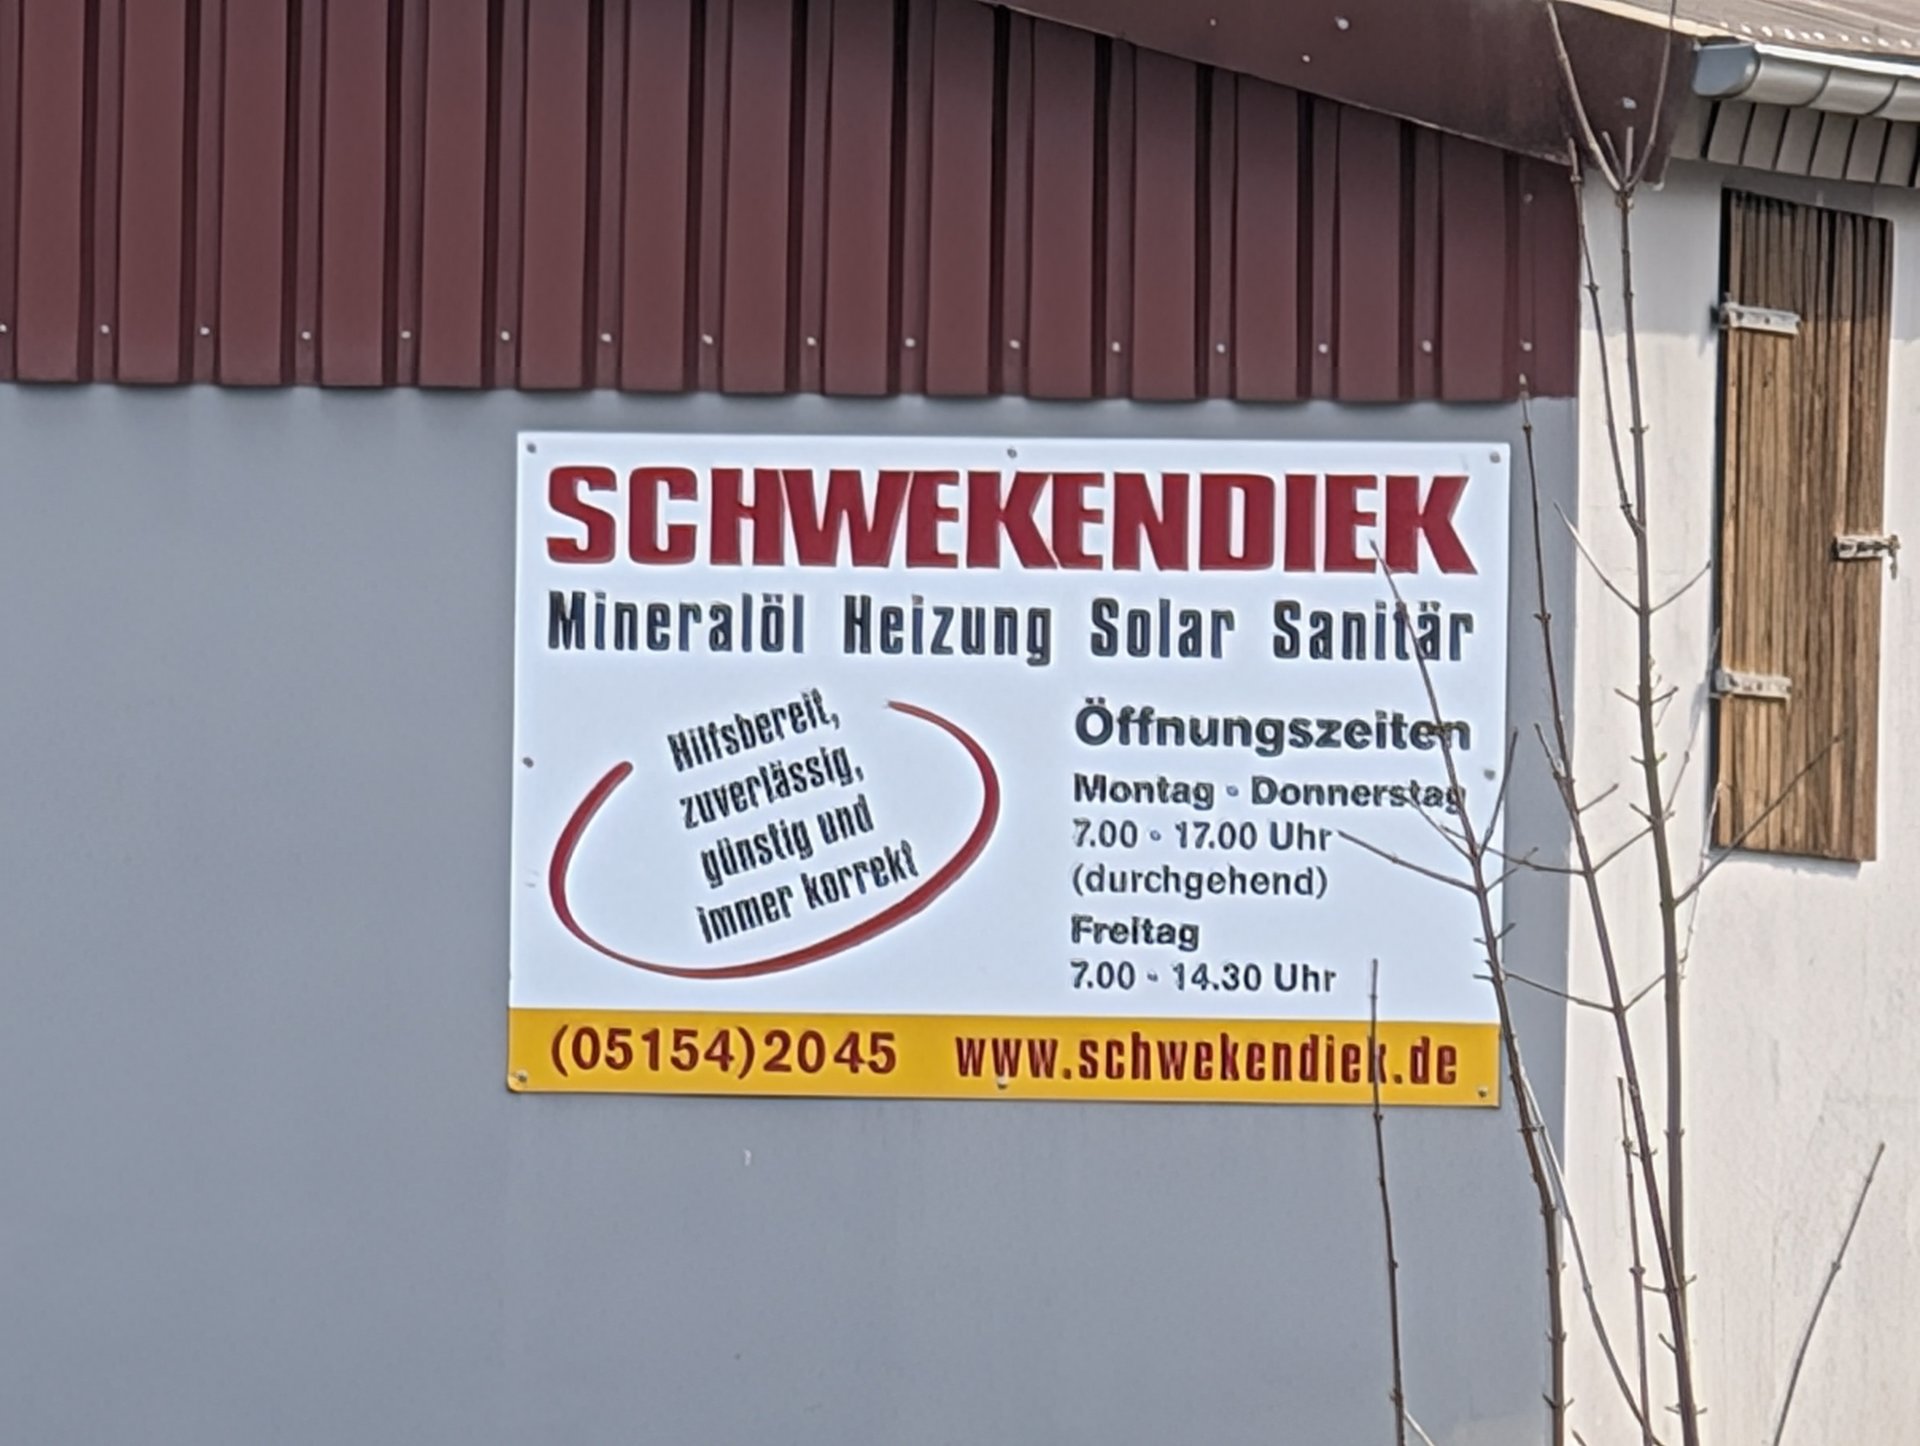 SCHWEKENDIEK
Mineralöl Heizung Solar Sanitär
Hilfsbereit,
zuverlässig,
günstig und
immer korrekt
Öffnungszeiten
Montag - Donnerstag
7.00 - 17.00 Uhr
(durchgehend)
Freitag
7.00 - 14.30 Uhr
(05154)2045 www.schwekendiek.de